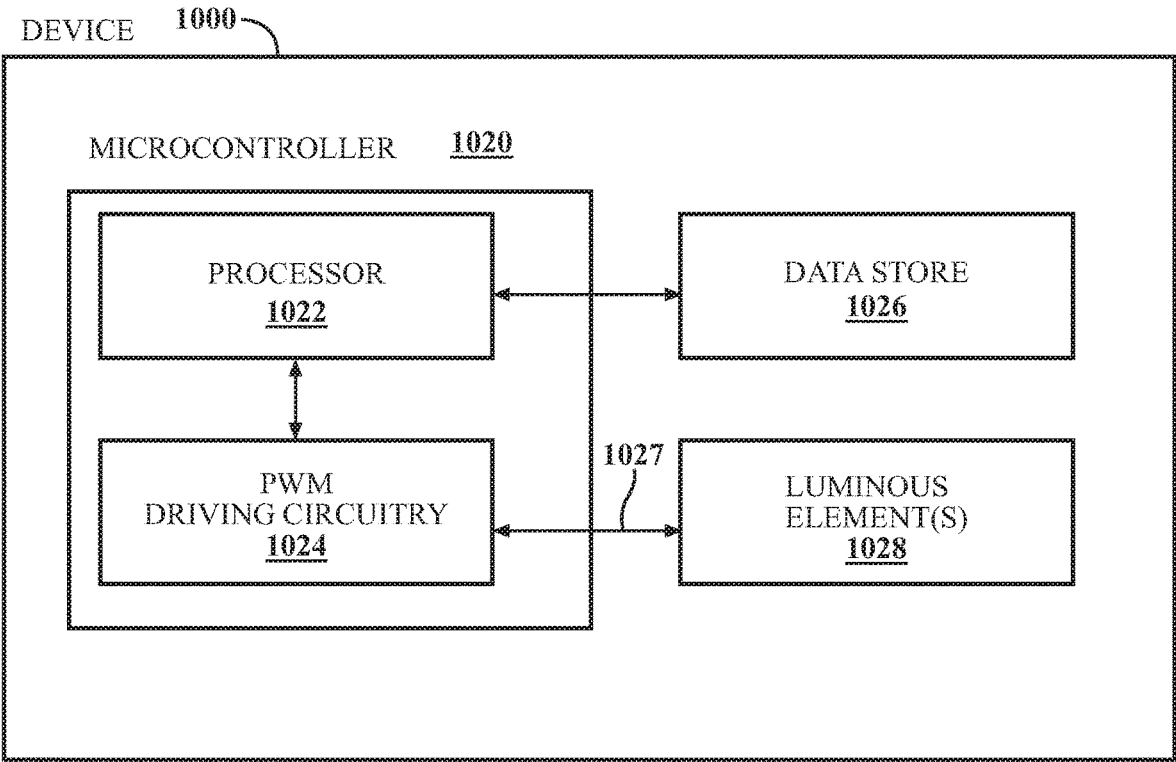 DEVICE 1000
MICROCONTROLLER 1020
PROCESSOR
1022
DATA STORE
1026
PWM
DRIVING CIRCUITRY
1024
1027
LUMINOUS
ELEMENT(S)
1028